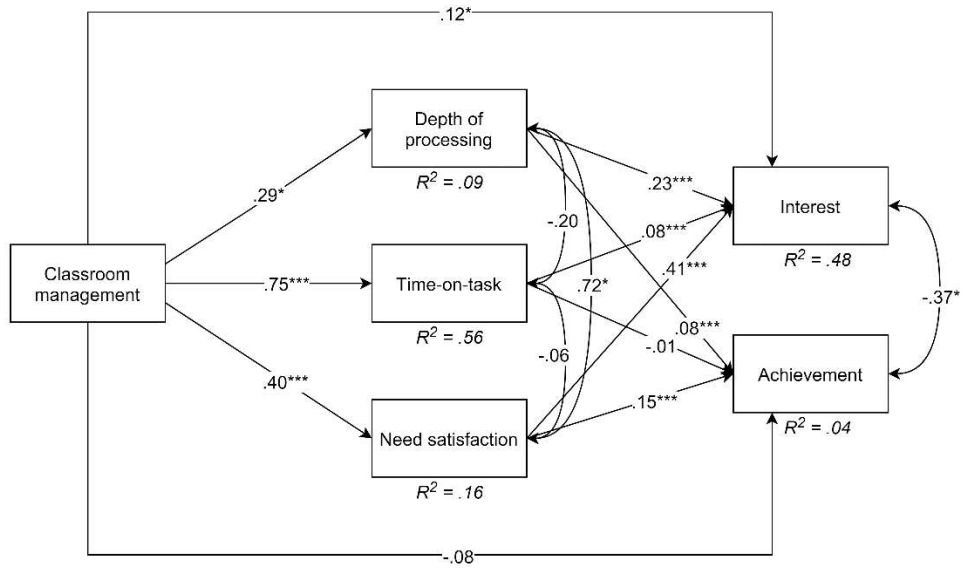 .12*
Depth of
processing
R² = .09
.29*
.23***
Interest
R² = .48
-.20
.08***
Classroom
management
.75***
Time-on-task
R² = .56
.41***
.72*
-.37*
.08***
-.01
-.06
Achievement
R² = .04
.40***
.15***
Need satisfaction
R² = .16
-.08